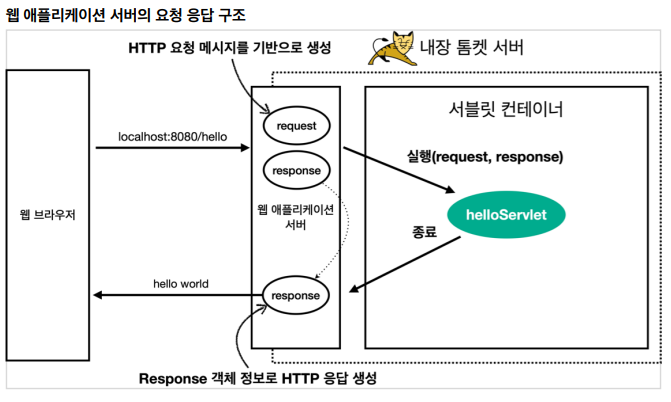 웹 애플리케이션 서버의 요청 응답 구조
HTTP 요청 메시지를 기반으로 생성
내장 톰켓 서버
서블릿 컨테이너
request
localhost:8080/hello
실행(request, response)
response
웹 브라우저
웹 애플리케이션
서버
helloServlet
종료
hello world
response
Response 객체 정보로 HTTP 응답 생성